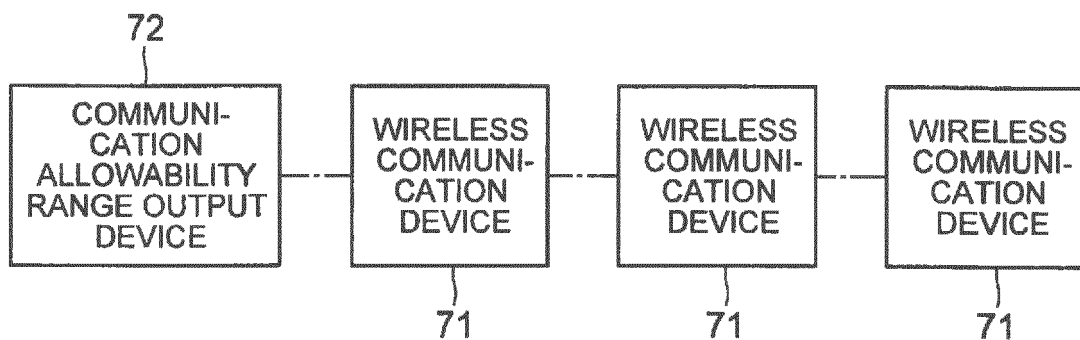 72
COMMUNI-
CATION
ALLOWABILITY
RANGE OUTPUT
DEVICE
WIRELESS
COMMUNI-
CATION
DEVICE
WIRELESS
COMMUNI-
CATION
DEVICE
WIRELESS
COMMUNI-
CATION
DEVICE
71
71
71